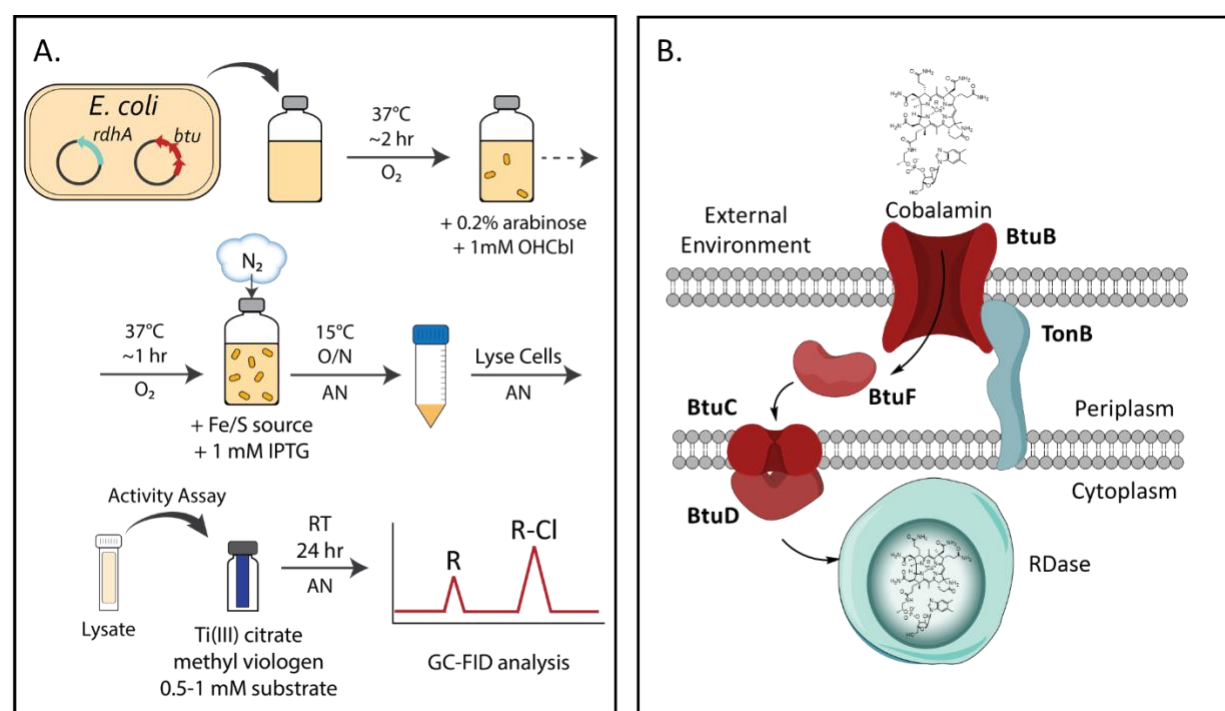 A.
E. coli
rdhA
btu
37°C
~2 hr
O₂
+ 0.2% arabinose
+ 1mM OHCbl
N₂
37°C
~1 hr
O₂
+ Fe/S source
+ 1 mM IPTG
15°C
O/N
AN
Lyse Cells
AN
Activity Assay
Lysate
Ti(III) citrate
methyl viologen
0.5-1 mM substrate
RT
24 hr
AN
R
R-Cl
GC-FID analysis
B.
Cobalamin
External
Environment
BtuB
TonB
BtuF
BtuC
Periplasm
Cytoplasm
BtuD
RDase